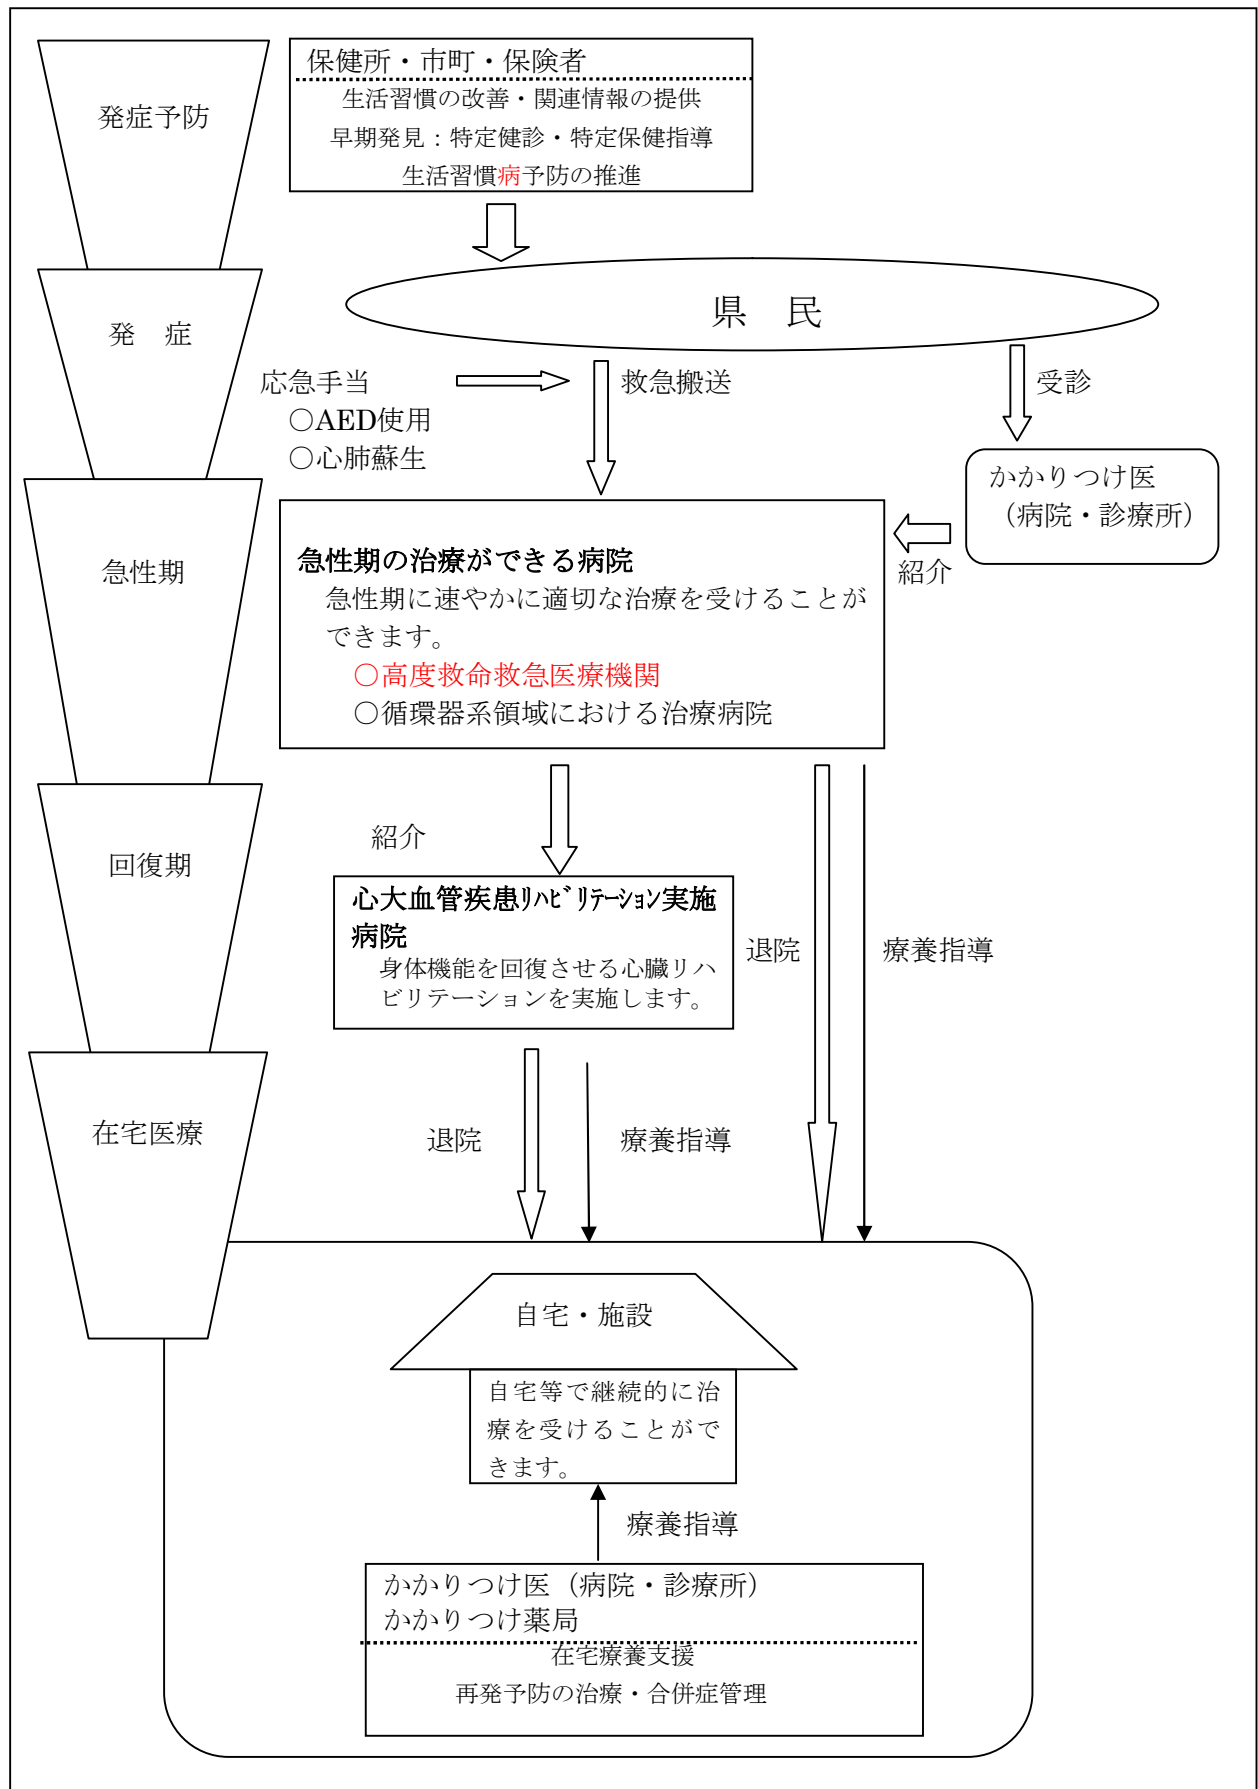 発症予防
保健所・市町・保険者
生活習慣の改善・関連情報の提供
早期発見：特定健診・特定保健指導
生活習慣病予防の推進
発　症
県　民
応急手当
○AED使用
○心肺蘇生
救急搬送
受診
かかりつけ医
（病院・診療所）
紹介
急性期
急性期の治療ができる病院
急性期に速やかに適切な治療を受けることが
できます。
○高度救命救急医療機関
○循環器系領域における治療病院
回復期
紹介
心大血管疾患ﾘﾊﾋﾞﾘﾃｰｼｮﾝ実施
病院
身体機能を回復させる心臓リハ
ビリテーションを実施します。
退院
療養指導
在宅医療
退院
療養指導
自宅・施設
自宅等で継続的に治
療を受けることがで
きます。
療養指導
かかりつけ医（病院・診療所）
かかりつけ薬局
在宅療養支援
再発予防の治療・合併症管理